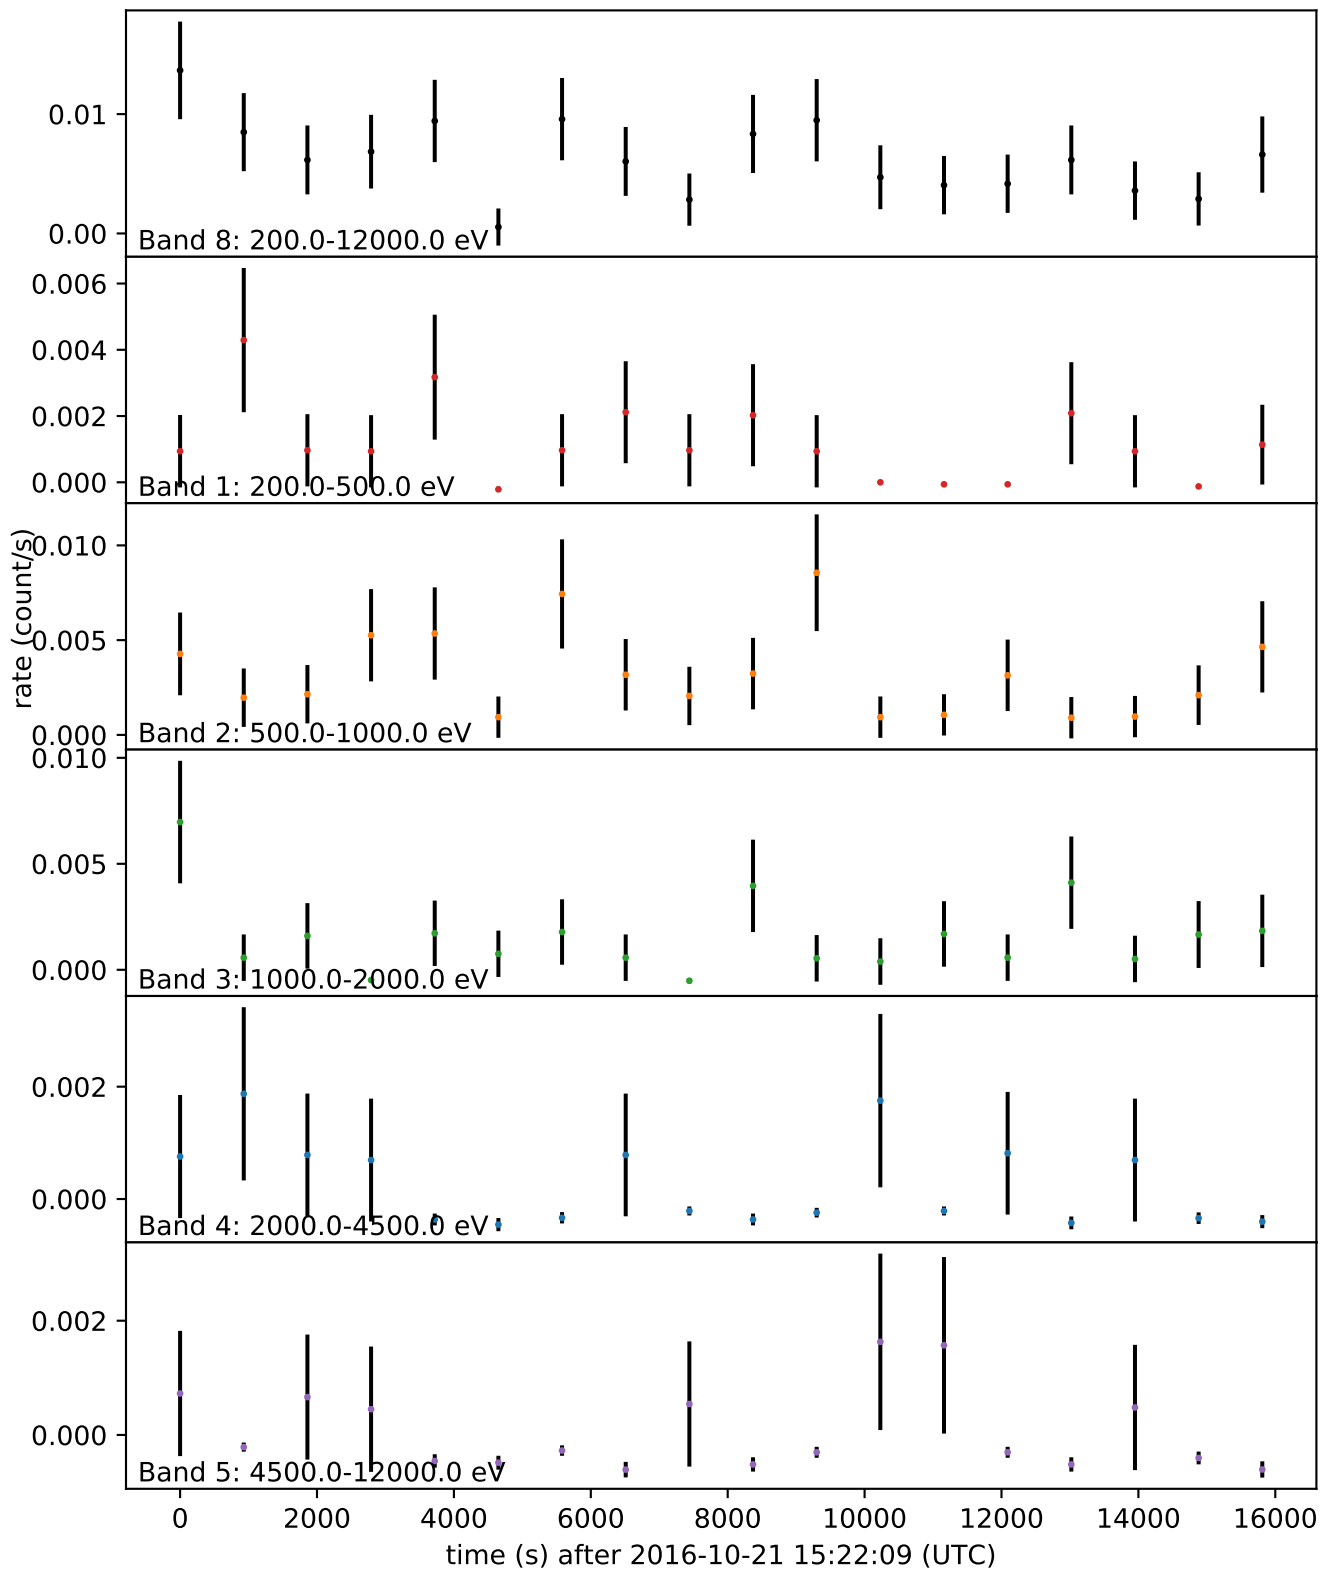 0.01
0.00
Band 8: 200.0-12000.0 eV
0.006
0.004
0.002
0.000
Band 1: 200.0-500.0 eV
rate (count/s)
0.010
0.005
0.000
Band 2: 500.0-1000.0 eV
0.010
0.005
0.000
Band 3: 1000.0-2000.0 eV
0.002
0.000
Band 4: 2000.0-4500.0 eV
0.002
0.000
Band 5: 4500.0-12000.0 eV
0 2000 4000 6000 8000 10000 12000 14000 16000
time (s) after 2016-10-21 15:22:09 (UTC)